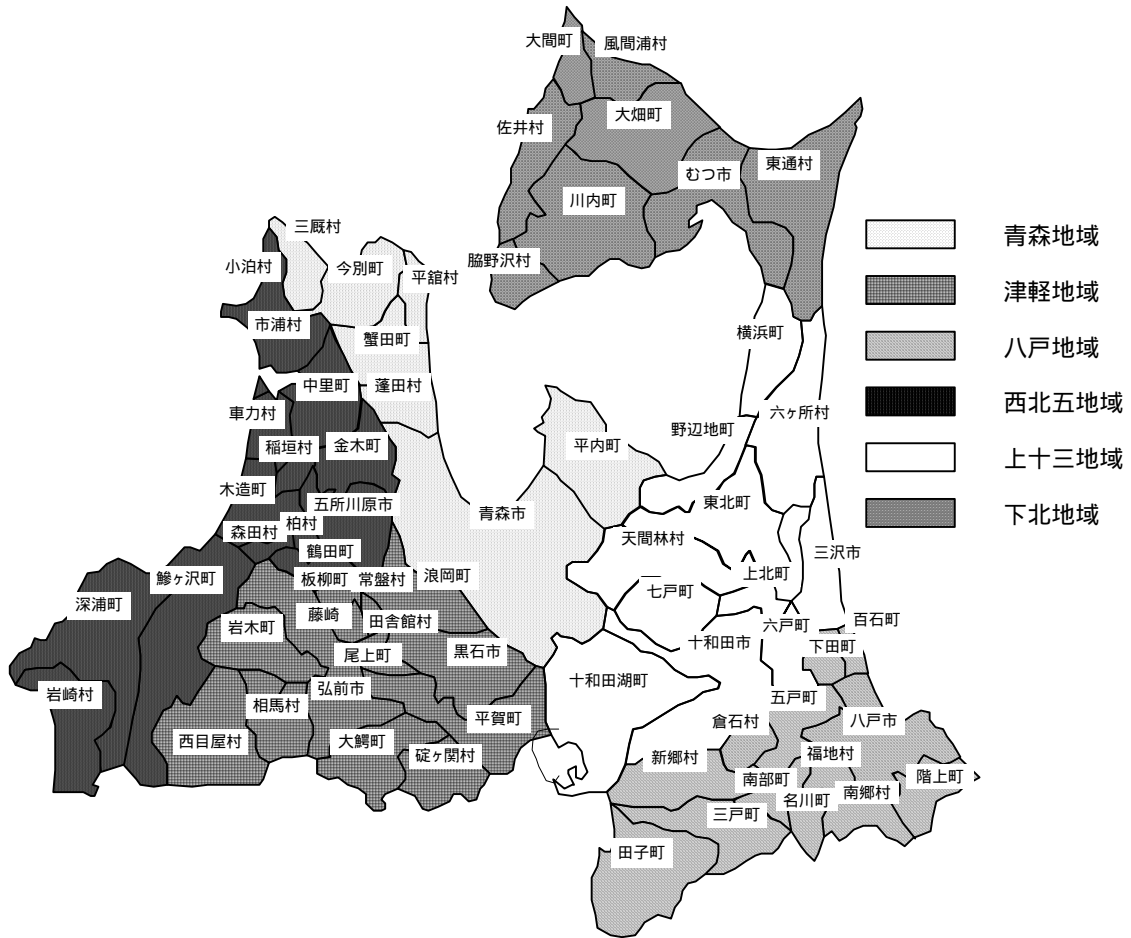 大間町
風間浦村
大畑町
佐井村
東通村
むつ市
川内町
脇野沢村
三厩村
小泊村
今別町
平舘村
市浦村
蟹田町
横浜町
中里町
蓬田村
車力村
六ヶ所村
稲垣村
金木町
平内町
野辺地町
木造町
五所川原市
東北町
青森市
森田村
柏村
天間林村
鶴田町
三沢市
鰺ヶ沢町
板柳町
常盤村
浪岡町
上北町
七戸町
深浦町
藤崎
田舎館村
岩木町
六戸町
百石町
十和田市
下田町
尾上町
黒石市
岩崎村
弘前市
十和田湖町
相馬村
五戸町
平賀町
倉石村
八戸市
西目屋村
大鰐町
碇ヶ関村
新郷村
福地村
南部町
階上町
名川町
南郷村
三戸町
田子町
青森地域
津軽地域
八戸地域
西北五地域
上十三地域
下北地域